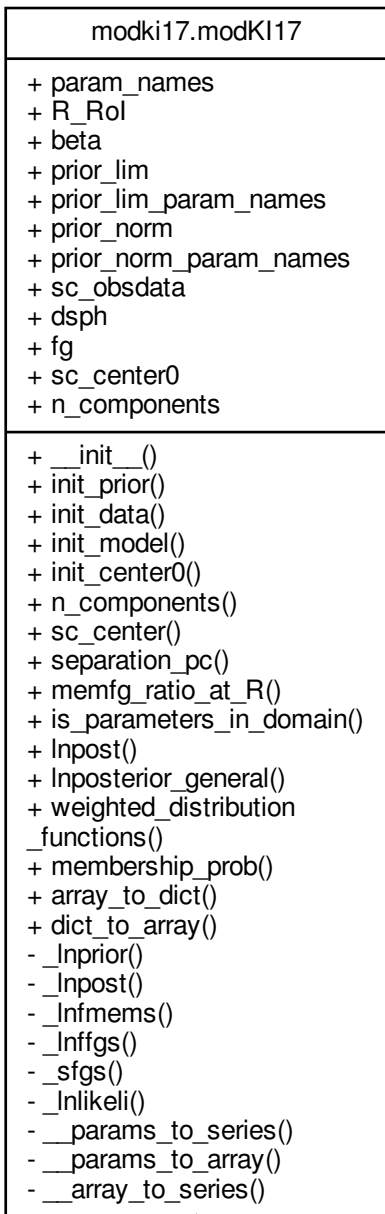 modki17.modKI17
+ param_names
+ R_RoI
+ beta
+ prior_lim
+ prior_lim_param_names
+ prior_norm
+ prior_norm_param_names
+ sc_obsdata
+ dsph
+ fg
+ sc_center0
+ n_components
+ __init__()
+ init_prior()
+ init_data()
+ init_model()
+ init_center0()
+ n_components()
+ sc_center()
+ separation_pc()
+ memfg_ratio_at_R()
+ is_parameters_in_domain()
+ lnpost()
+ lnposterior_general()
+ weighted_distribution
_functions()
+ membership_prob()
+ array_to_dict()
+ dict_to_array()
- _lnprior()
- _lnpost()
- _lnfmems()
- _lnffgs()
- _sfgs()
- _lnlikeli()
- __params_to_series()
- __params_to_array()
- __array_to_series()